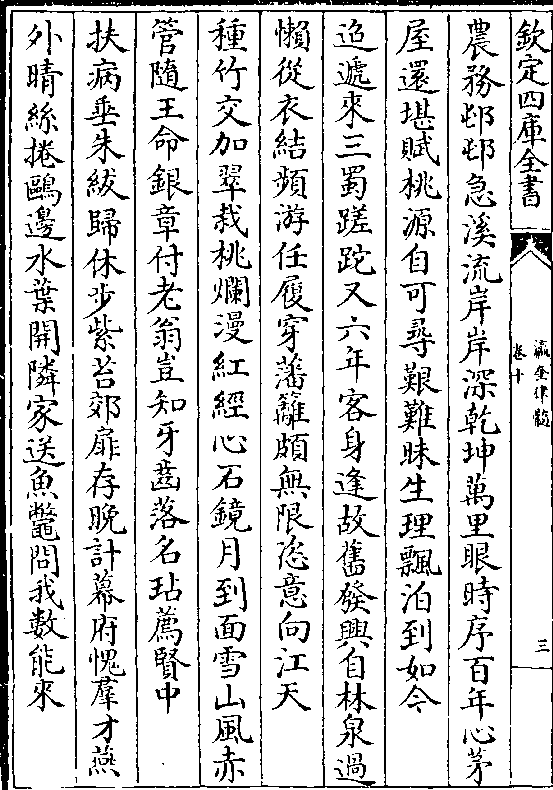 欽定四庫全書
瀛奎律髓
卷十
三
農務邨邨急溪流岸岸深乾坤萬里眼時序百年心茅
屋還堪賦桃源自可尋艱難昧生理飄泊到如今
迢遞來三蜀蹉跎又六年客身逢故舊發興自林泉過
懶從衣結頻游任履穿藩籬頗無限恣意向江天
種竹交加翠栽桃爛漫紅經心石鏡月到面雪山風赤
管隨王命銀章付老翁豈知牙齒落名玷薦賢中
扶病垂朱紱歸休步紫苔郊扉存晚計幕府愧羣才燕
外晴絲捲鷗邊水葉開隣家送魚鼈問我數能來